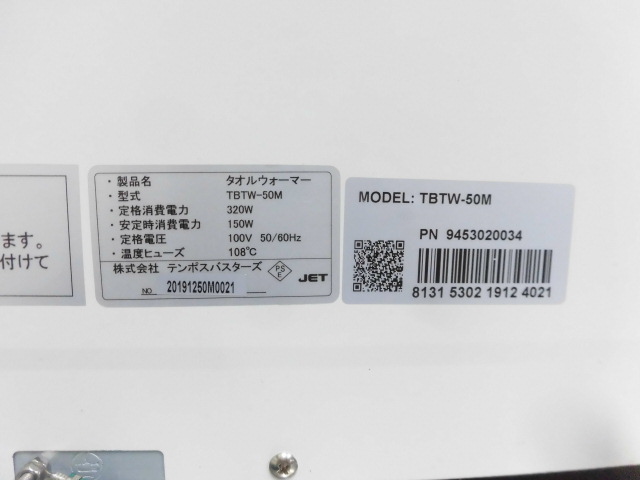 ます。
付けて
・製品名 タオルウォーマー
・型式 TBTW-50M
・定格消費電力 320W
・安定時消費電力 150W
・定格電圧 100V 50/60Hz
・温度ヒューズ 108℃
株式会社 テンポスバスターズ
PSE JET
NO 20191250M0021
MODEL: TBTW-50M
PN 9453020034
8131 5302 1912 4021